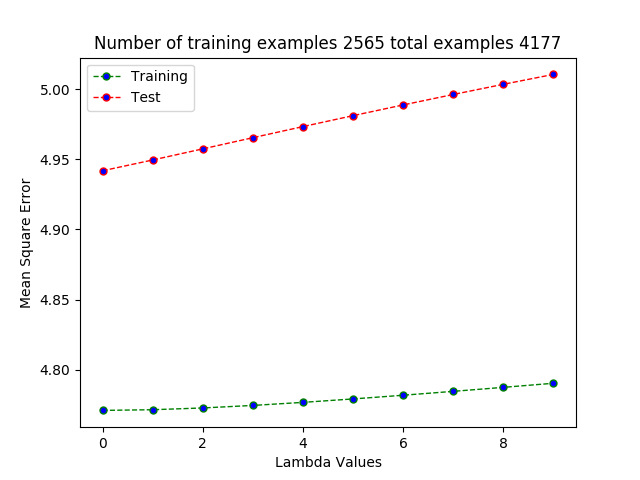 Number of training examples 2565 total examples 4177
Training
Test
5.00
4.95
4.90
4.85
4.80
Mean Square Error
0 2 4 6 8
Lambda Values